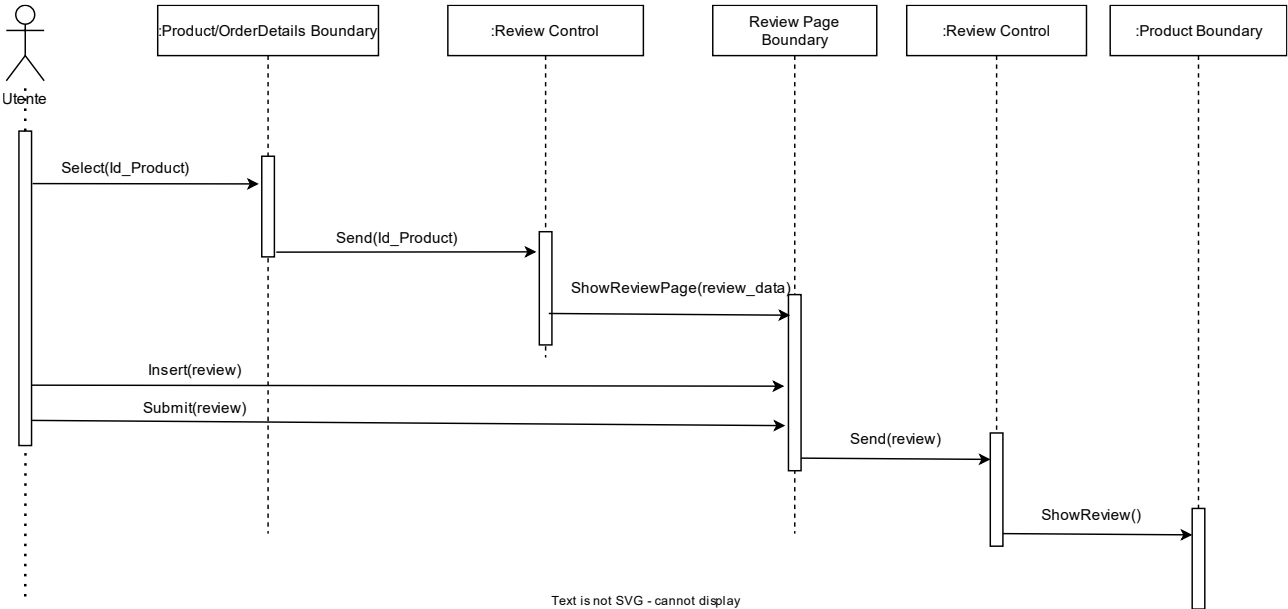 :Product/OrderDetails Boundary
:Review Control
Review Page
Boundary
:Review Control
:Product Boundary
Utente
Select(Id_Product)
Send(Id_Product)
ShowReviewPage(review_data)
Insert(review)
Submit(review)
Send(review)
ShowReview()
Text is not SVG - cannot display